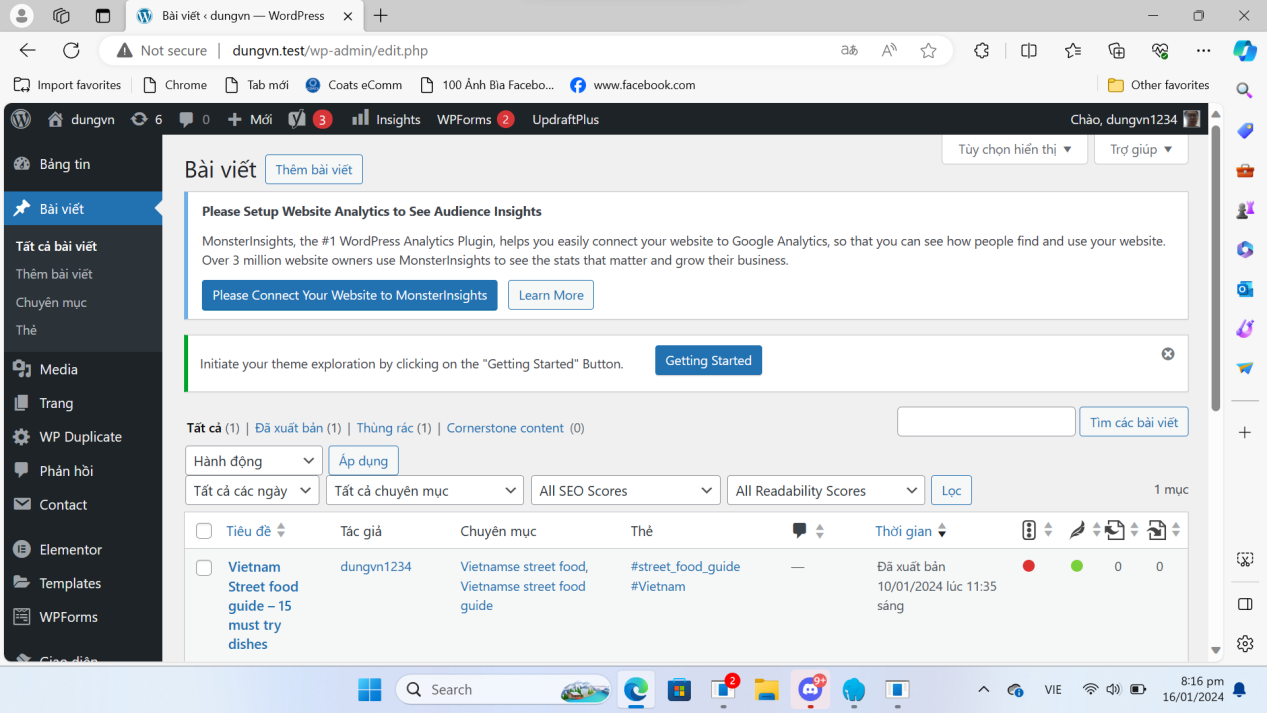 Bài viết ‹ dungvn — WordPress
Not secure
dungvn.test/wp-admin/edit.php
Import favorites
Chrome
Tab mới
Coats eComm
100 Ảnh Bìa Facebo...
www.facebook.com
Other favorites
dungvn
6
0
Mới
3
Insights
WPForms 2
UpdraftPlus
Chào, dungvn1234
Bảng tin
Bài viết
Tất cả bài viết
Thêm bài viết
Chuyên mục
Thẻ
Media
Trang
WP Duplicate
Phản hồi
Contact
Elementor
Templates
WPForms
Giao diện
Tùy chọn hiển thị
Trợ giúp
Bài viết
Thêm bài viết
Please Setup Website Analytics to See Audience Insights
MonsterInsights, the #1 WordPress Analytics Plugin, helps you easily connect your website to Google Analytics, so that you can see how people find and use your website.
Over 3 million website owners use MonsterInsights to see the stats that matter and grow their business.
Please Connect Your Website to MonsterInsights
Learn More
Initiate your theme exploration by clicking on the "Getting Started" Button.
Getting Started
Tất cả (1) | Đã xuất bản (1) | Thùng rác (1) | Cornerstone content (0)
Tìm các bài viết
Hành động
Áp dụng
Tất cả các ngày
Tất cả chuyên mục
All SEO Scores
All Readability Scores
Lọc
1 mục
Tiêu đề
Tác giả
Chuyên mục
Thẻ
Thời gian
Vietnam
Street food
guide – 15
must try
dishes
dungvn1234
Vietnamse street food,
Vietnamse street food
guide
#street_food_guide
#Vietnam
—
Đã xuất bản
10/01/2024 lúc 11:35
sáng
0
0
Search
2
9+
VIE
8:16 pm
16/01/2024